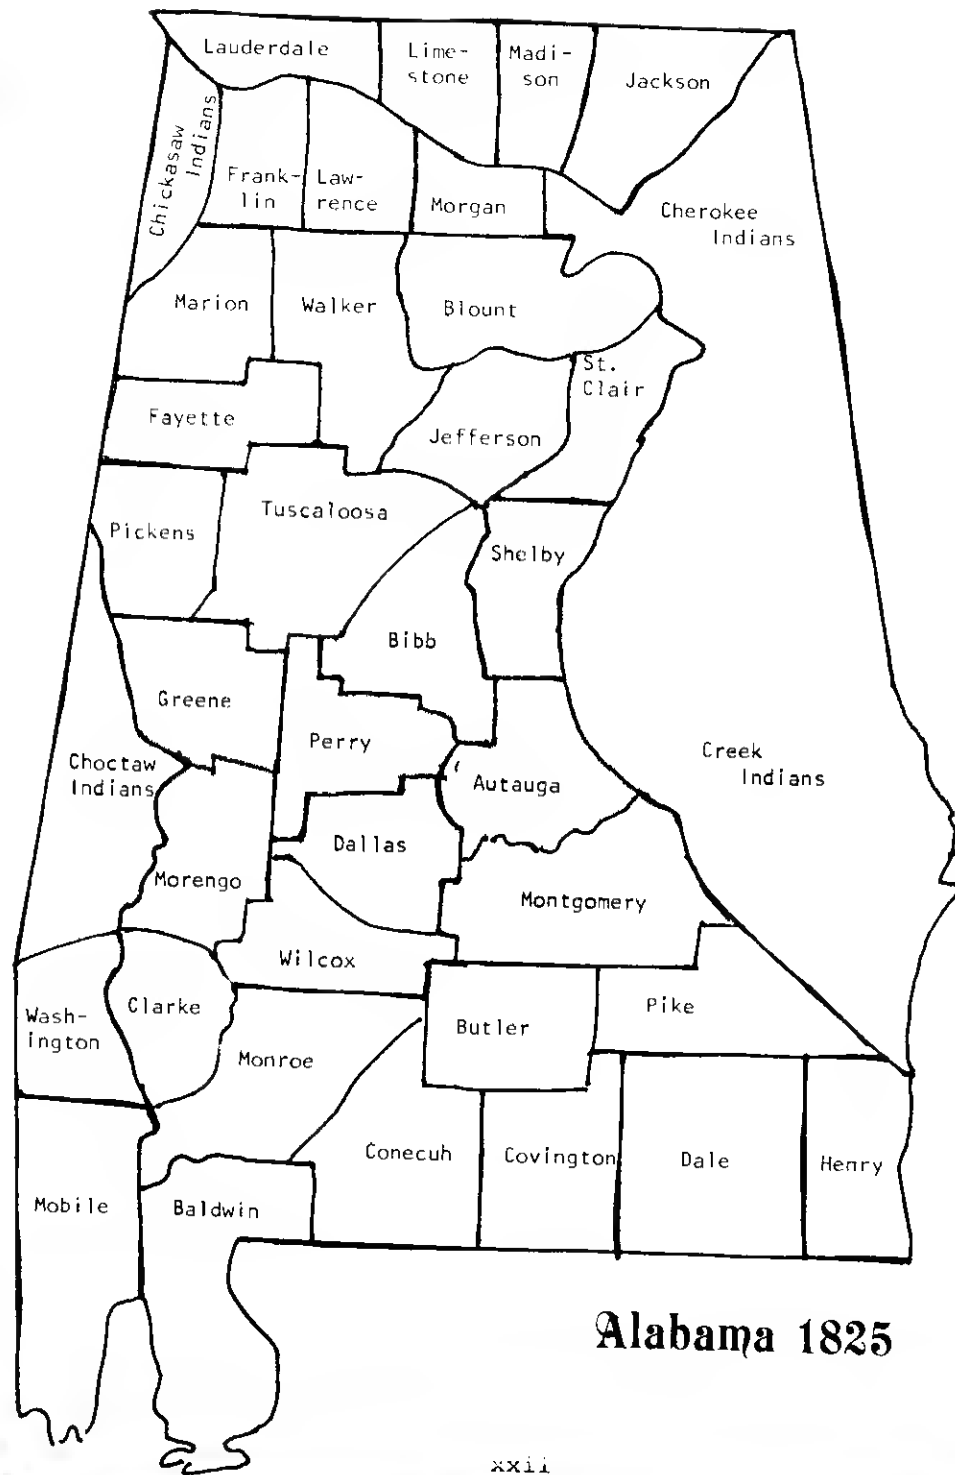 Lauderdale
Lime-
stone
Madi-
son
Jackson
Chickasaw
Indians
Frank-
lin
Law-
rence
Morgan
Cherokee
Indians
Marion
Walker
Blount
St.
Clair
Fayette
Jefferson
Pickens
Tuscaloosa
Shelby
Bibb
Greene
Perry
Choctaw
Indians
Creek
Indians
Autauga
Dallas
Morengo
Montgomery
Wilcox
Clarke
Wash-
ington
Pike
Butler
Monroe
Conecuh
Covington
Dale
Henry
Mobile
Baldwin
Alabama 1825
xxii